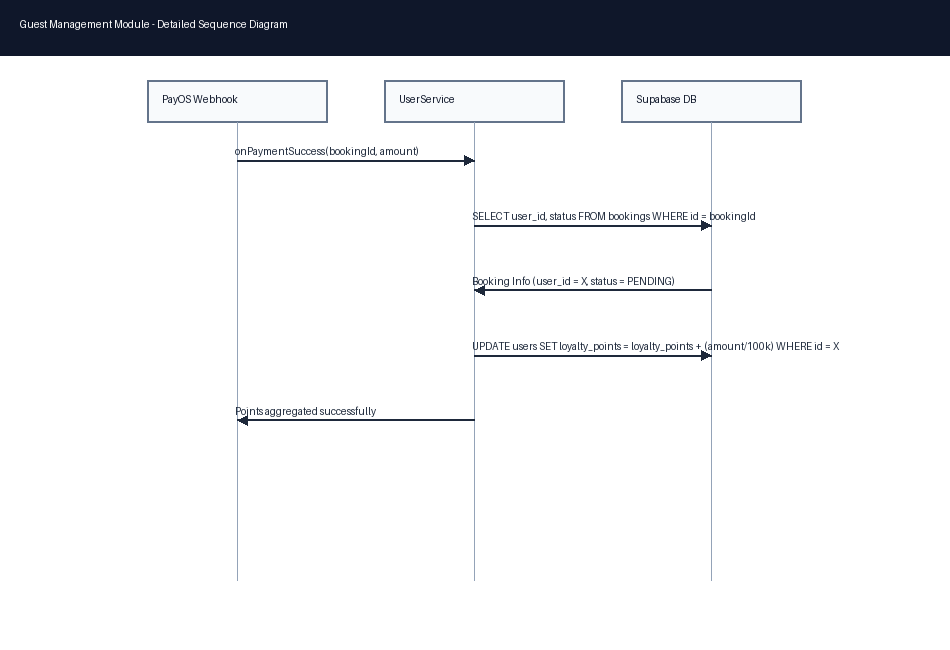 Guest Management Module - Detailed Sequence Diagram
PayOS Webhook
UserService
Supabase DB
onPaymentSuccess(bookingId, amount)
SELECT user_id, status FROM bookings WHERE id = bookingId
Booking Info (user_id = X, status = PENDING)
UPDATE users SET loyalty_points = loyalty_points + (amount/100k) WHERE id = X
Points aggregated successfully